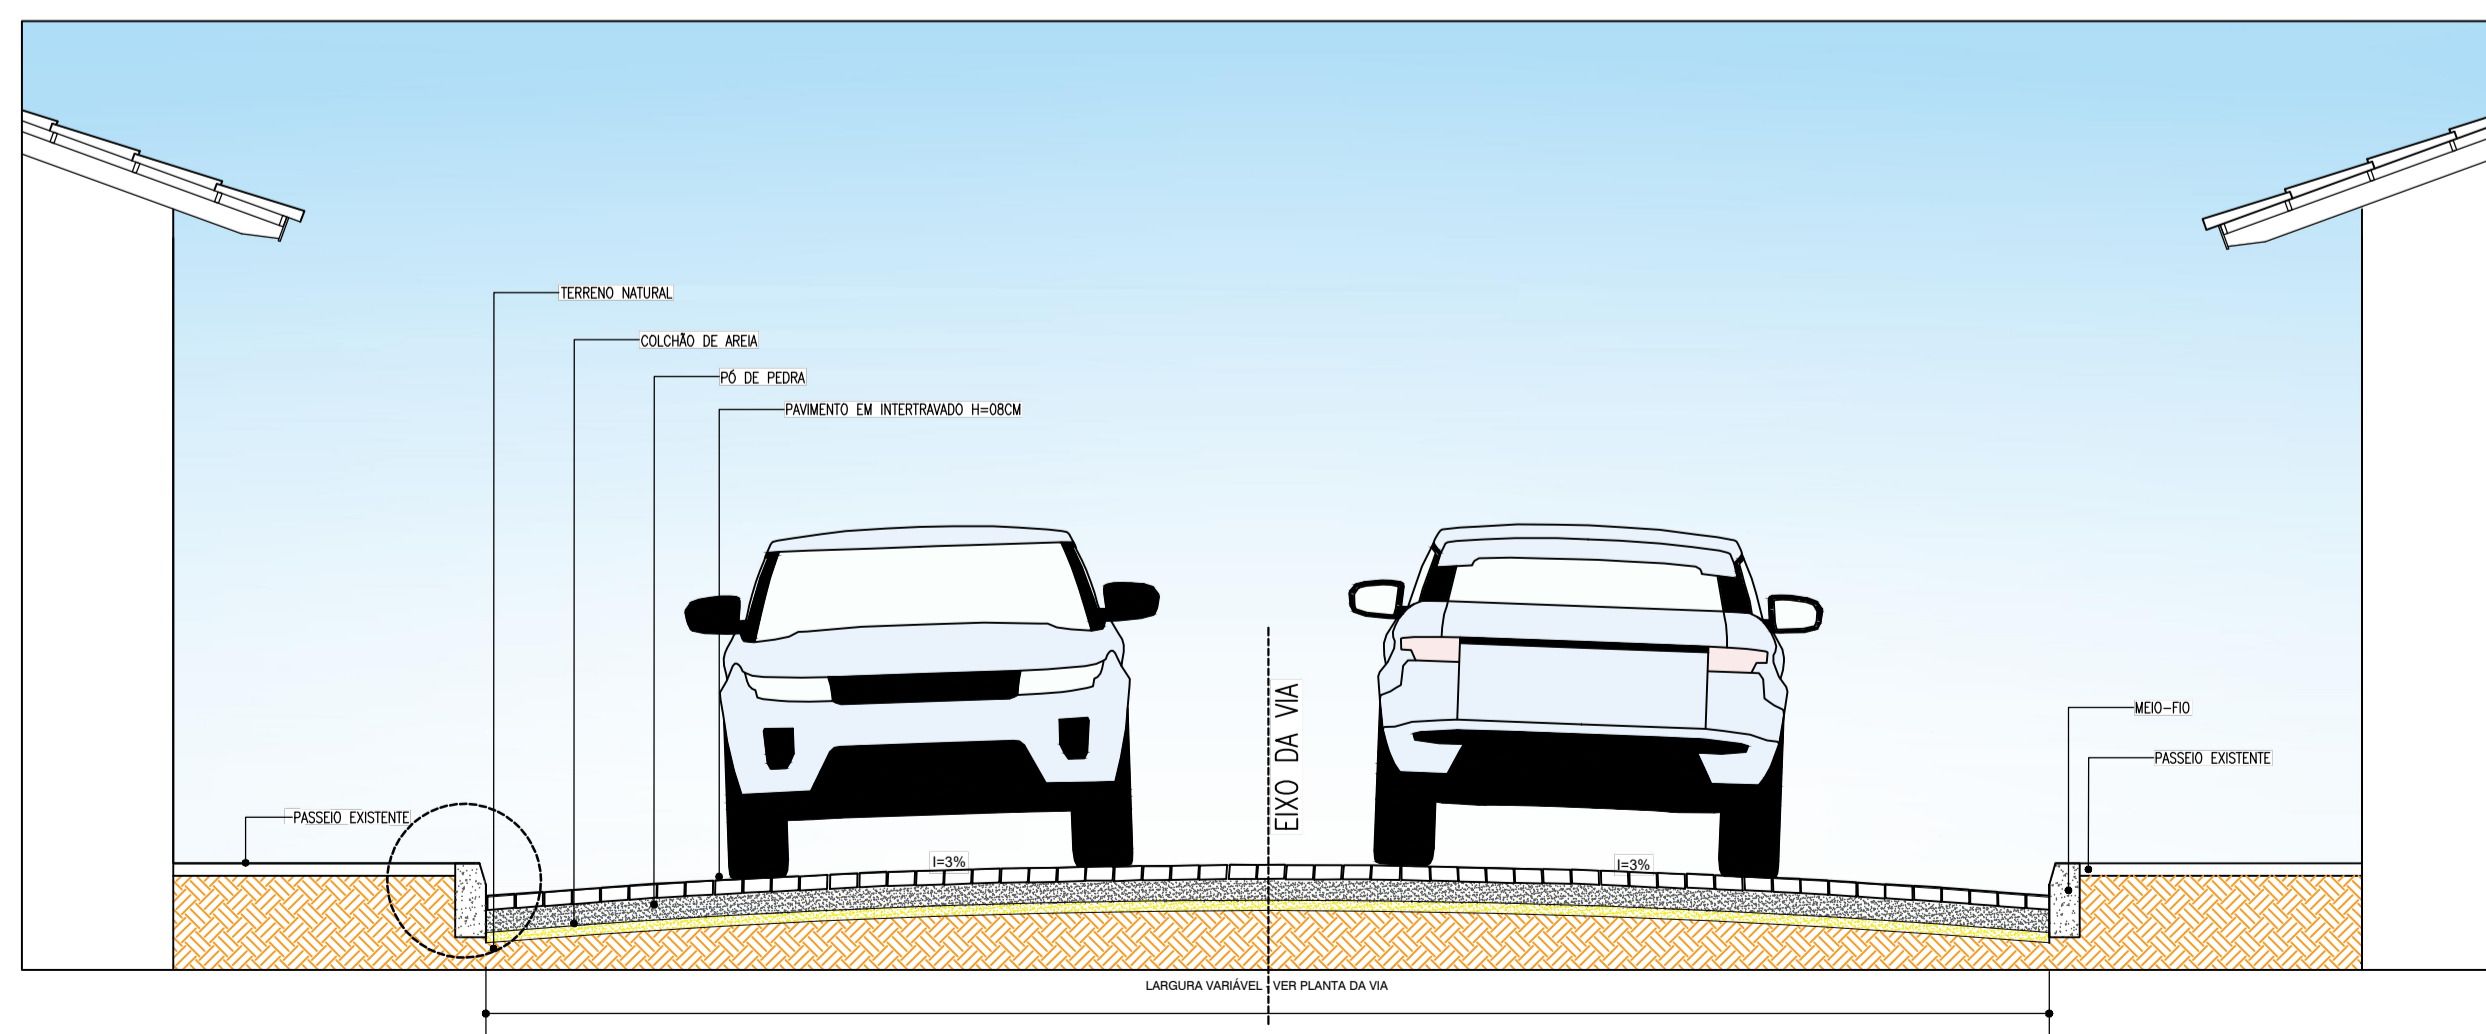 TERRENO NATURAL
COLCHÃO DE AREIA
PÓ DE PEDRA
PAVIMENTO EM INTERTRAVADO H=08CM
EIXO DA VIA
MEIO-FIO
PASSEIO EXISTENTE
PASSEIO EXISTENTE
I=3%
I=3%
LARGURA VARIÁVEL - VER PLANTA DA VIA